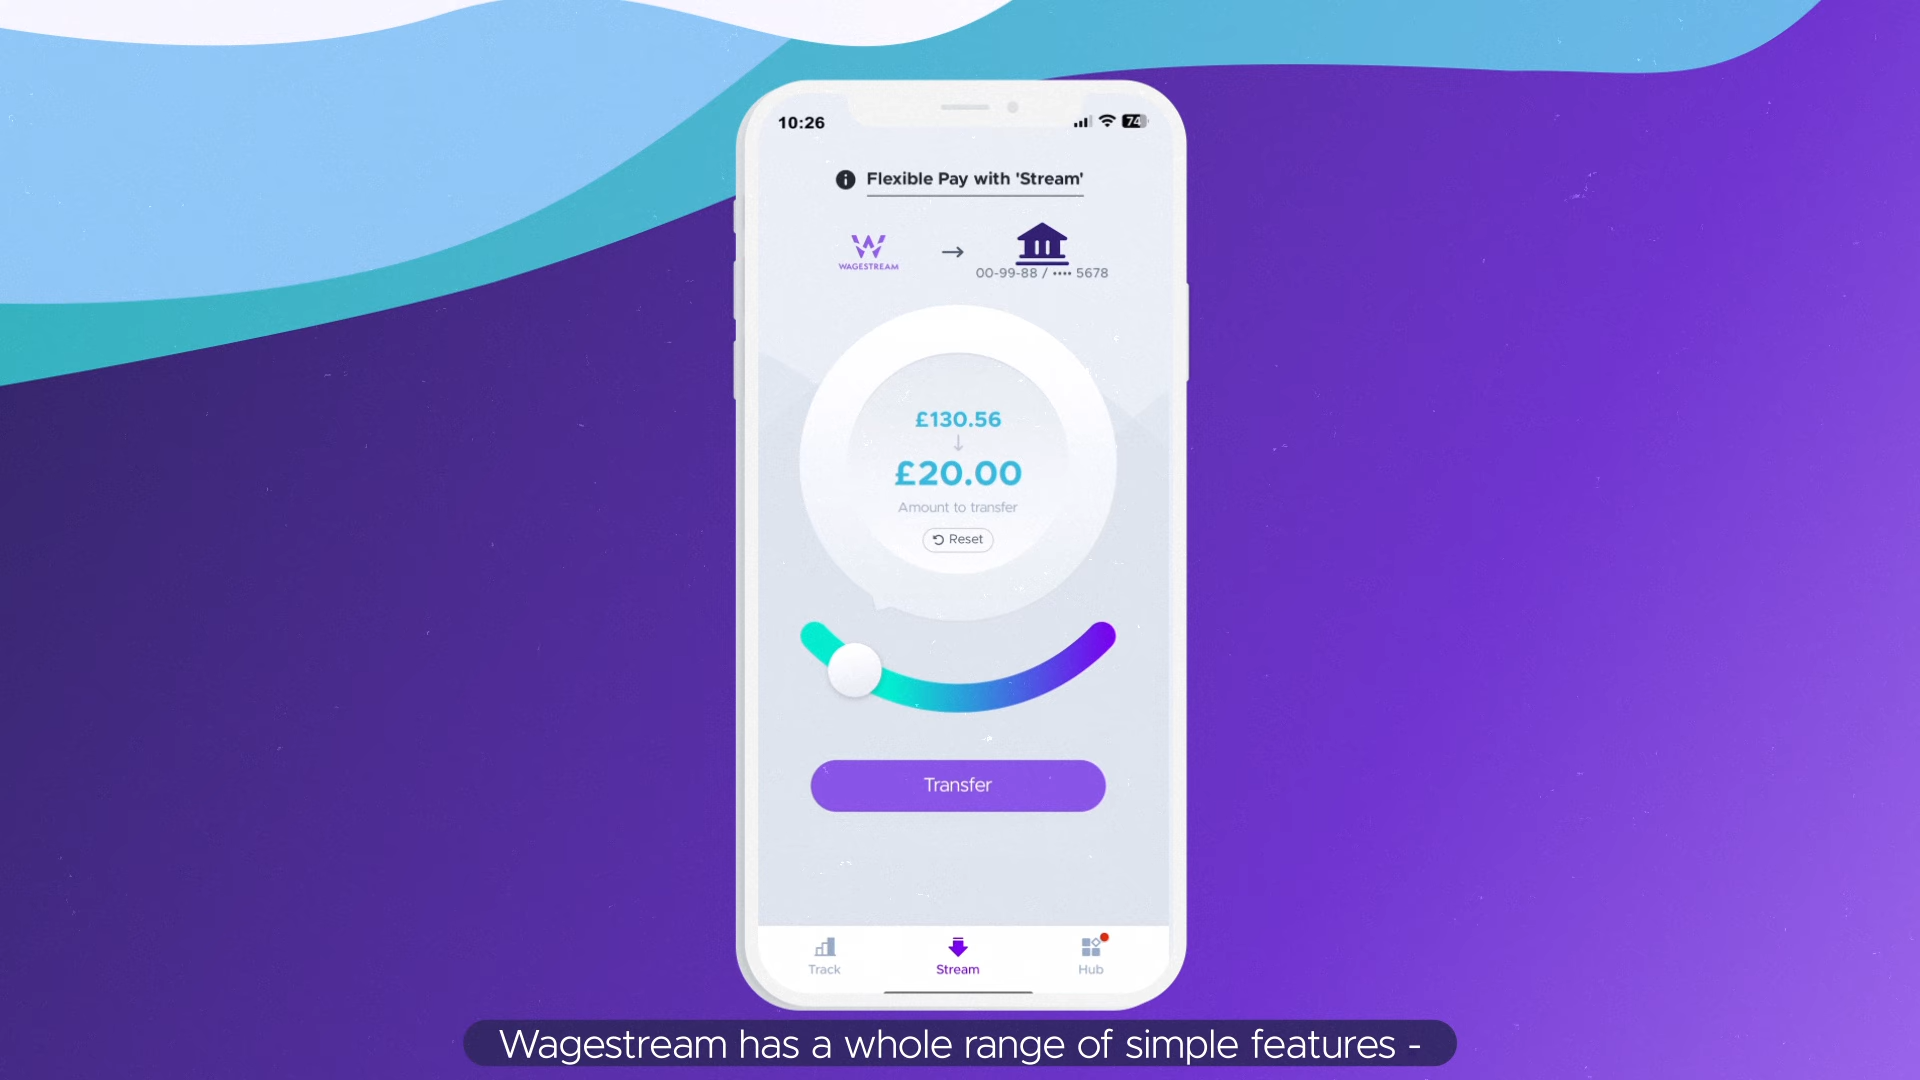 10:26
74
Flexible Pay with 'Stream'
WAGESTREAM
00-99-88 / •••• 5678
£130.56
£20.00
Amount to transfer
Reset
Transfer
Track
Stream
Hub
Wagestream has a whole range of simple features -